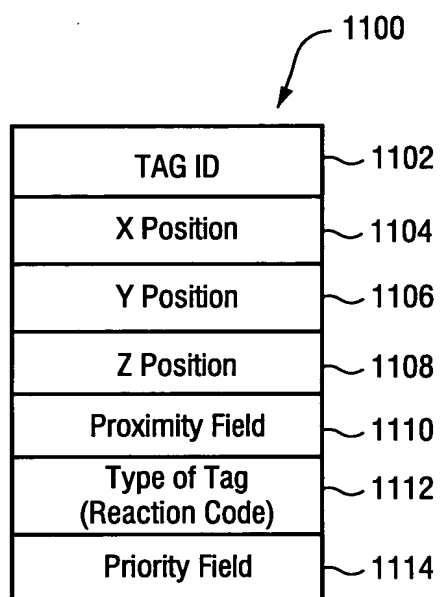 1100
TAG ID 1102
X Position 1104
Y Position 1106
Z Position 1108
Proximity Field 1110
Type of Tag
(Reaction Code) 1112
Priority Field 1114